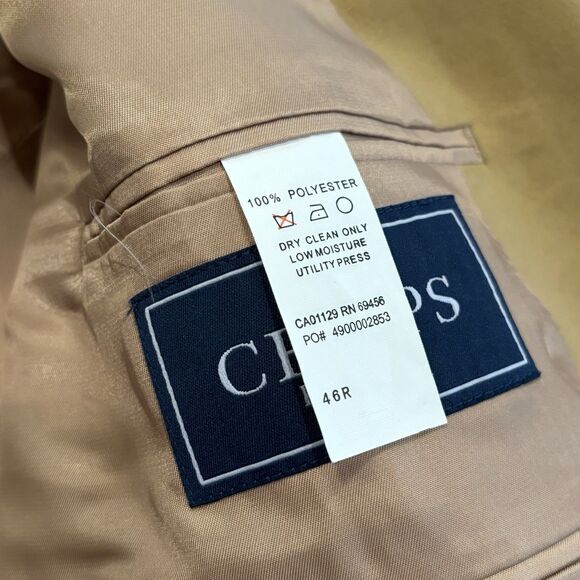 100% POLYESTER
DRY CLEAN ONLY
LOW MOISTURE
UTILITY PRESS
CA01129 RN 69456
PO# 4900002853
46R